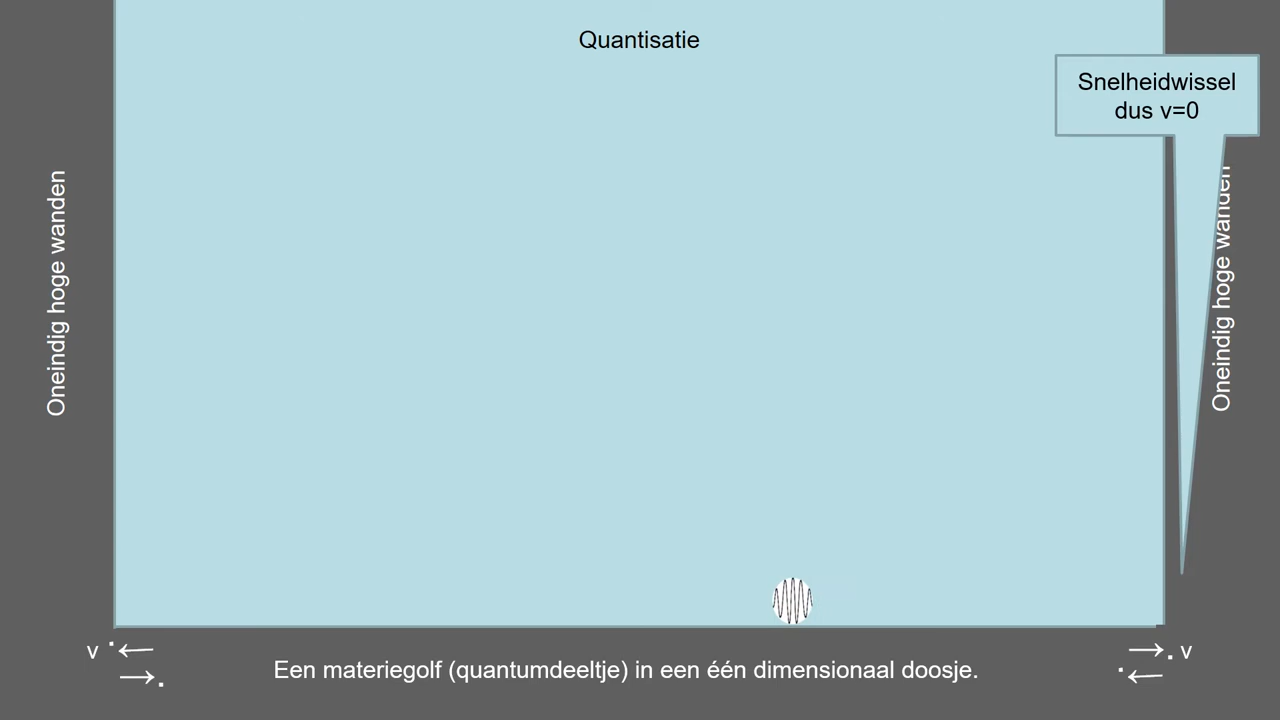 Quantisatie
Snelheidwissel
dus v=0
Oneindig hoge wanden
Oneindig hoge wanden
v
v
Een materiegolf (quantumdeeltje) in een één dimensionaal doosje.